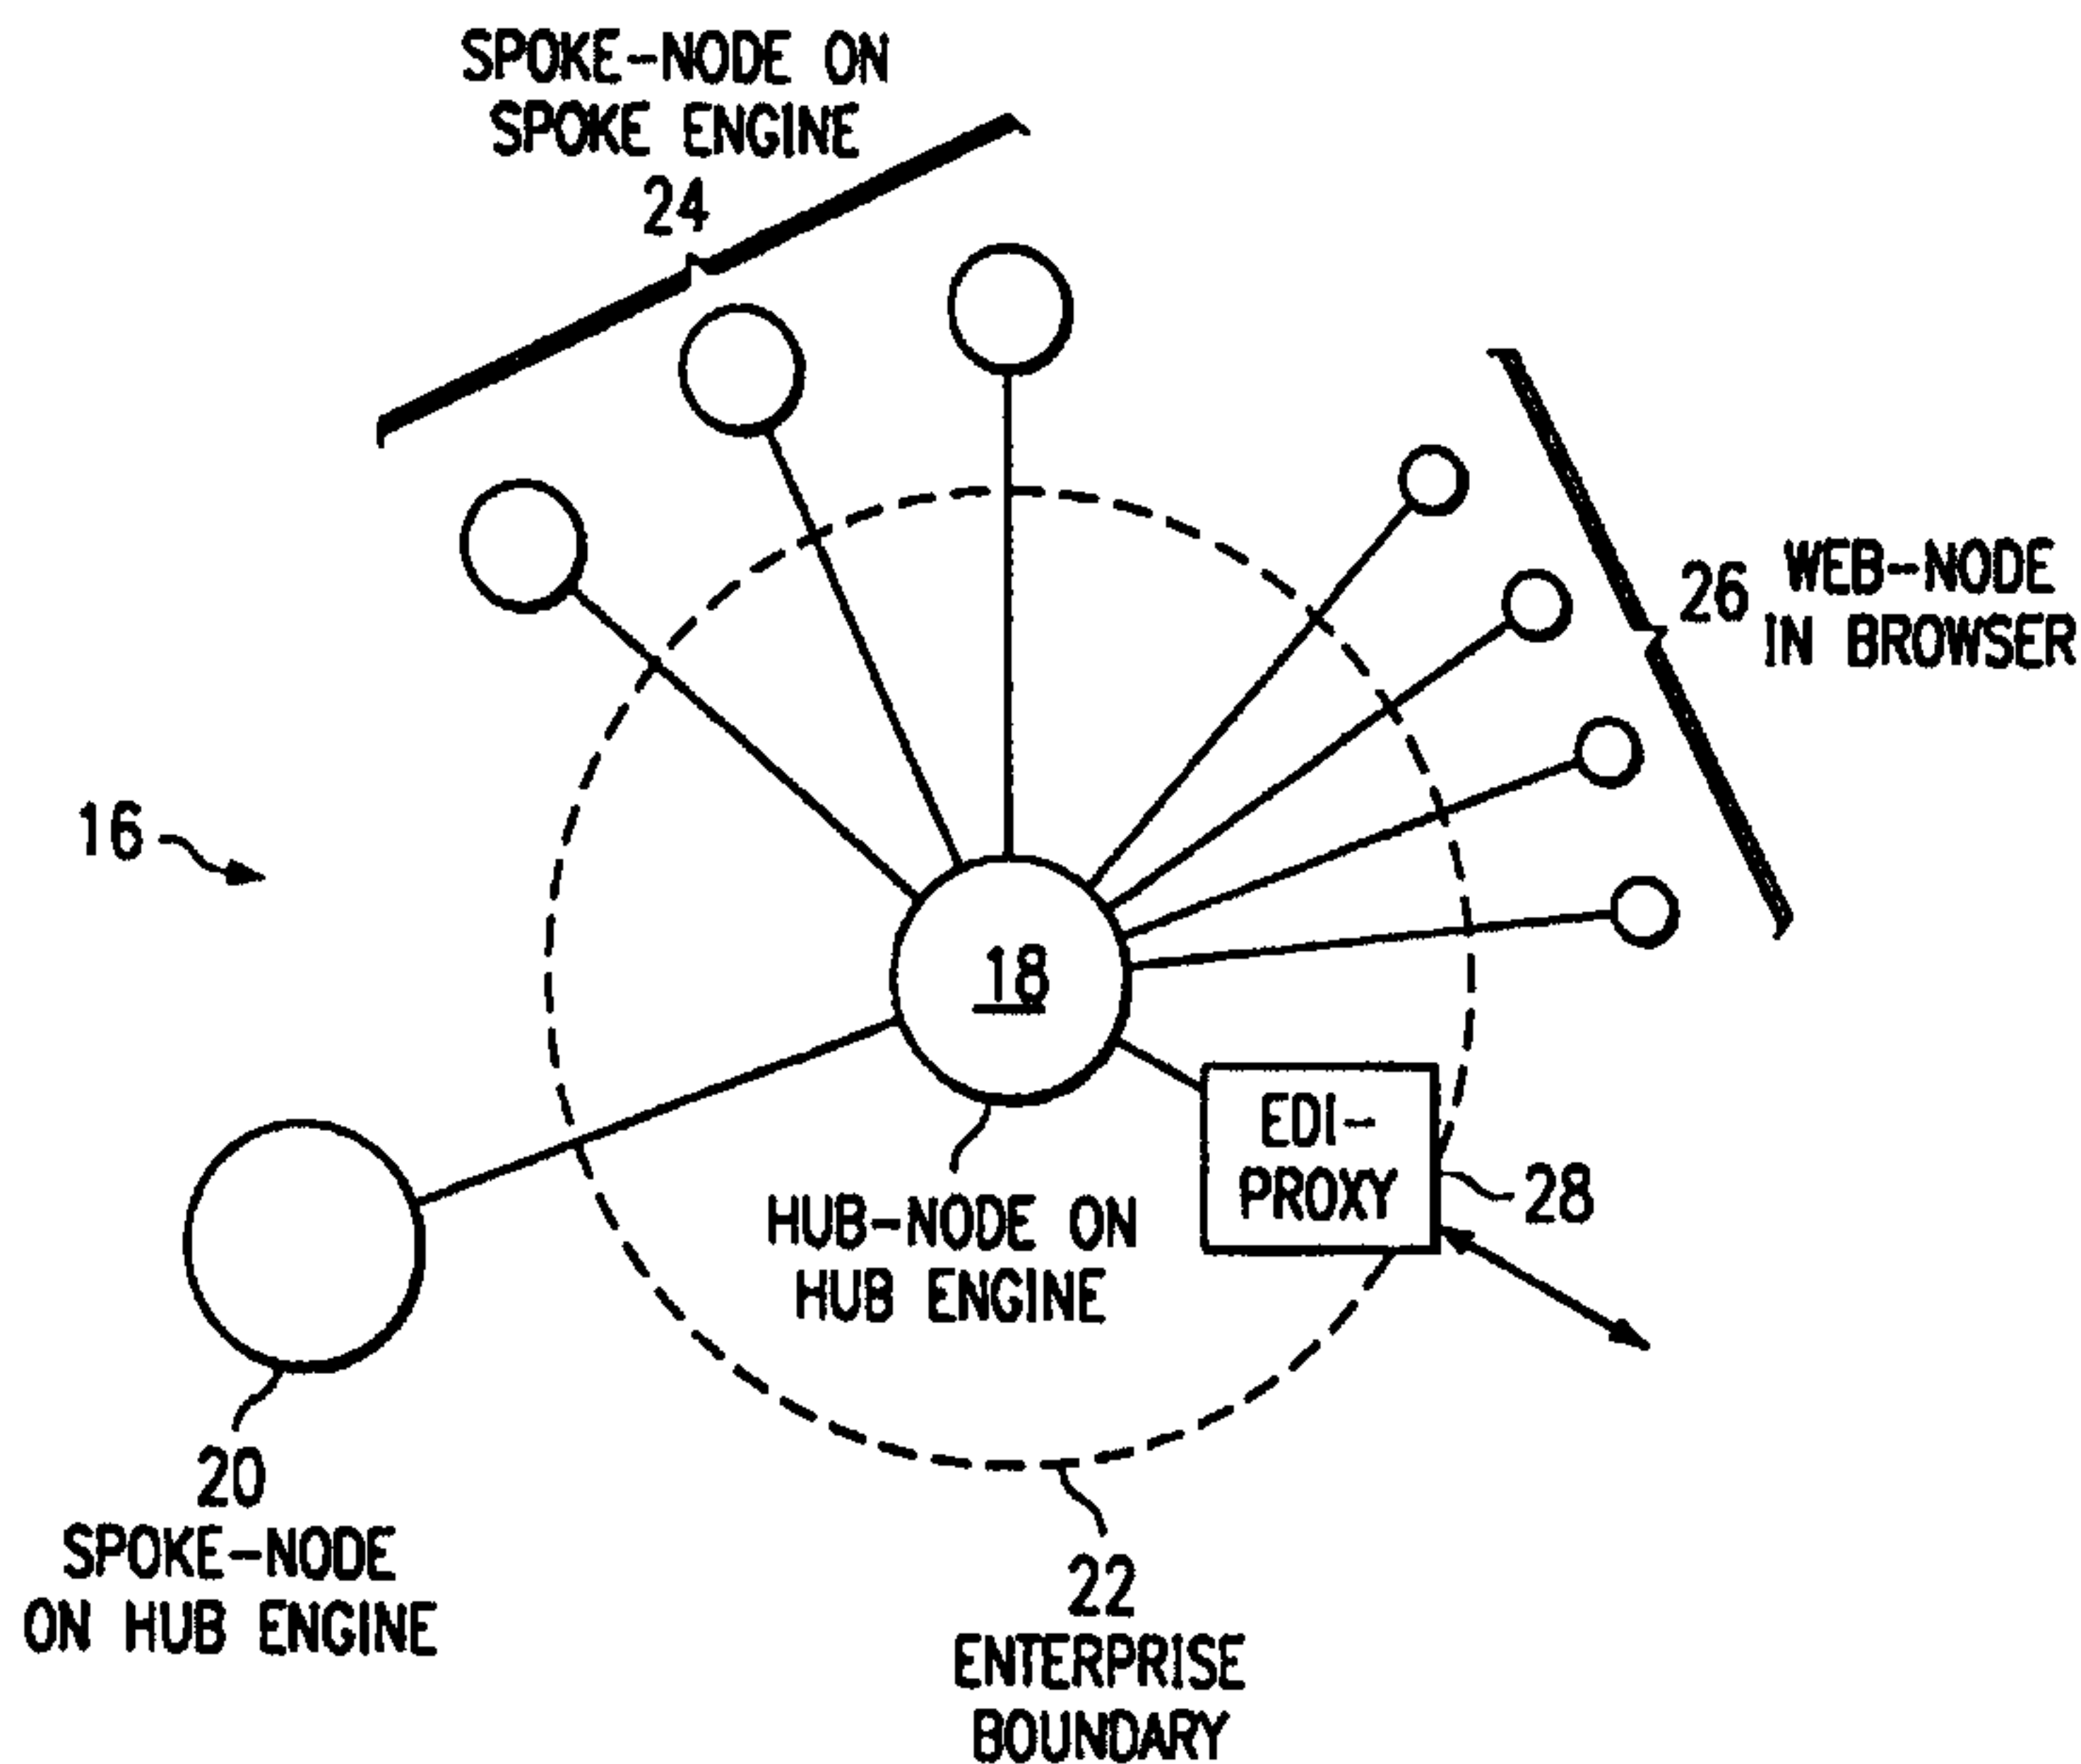 SPOKE-NODE ON
SPOKE ENGINE
24
26
WEB-NODE
IN BROWSER
16
18
EDI-
PROXY
28
HUB-NODE ON
HUB ENGINE
20
SPOKE-NODE
ON HUB ENGINE
22
ENTERPRISE
BOUNDARY